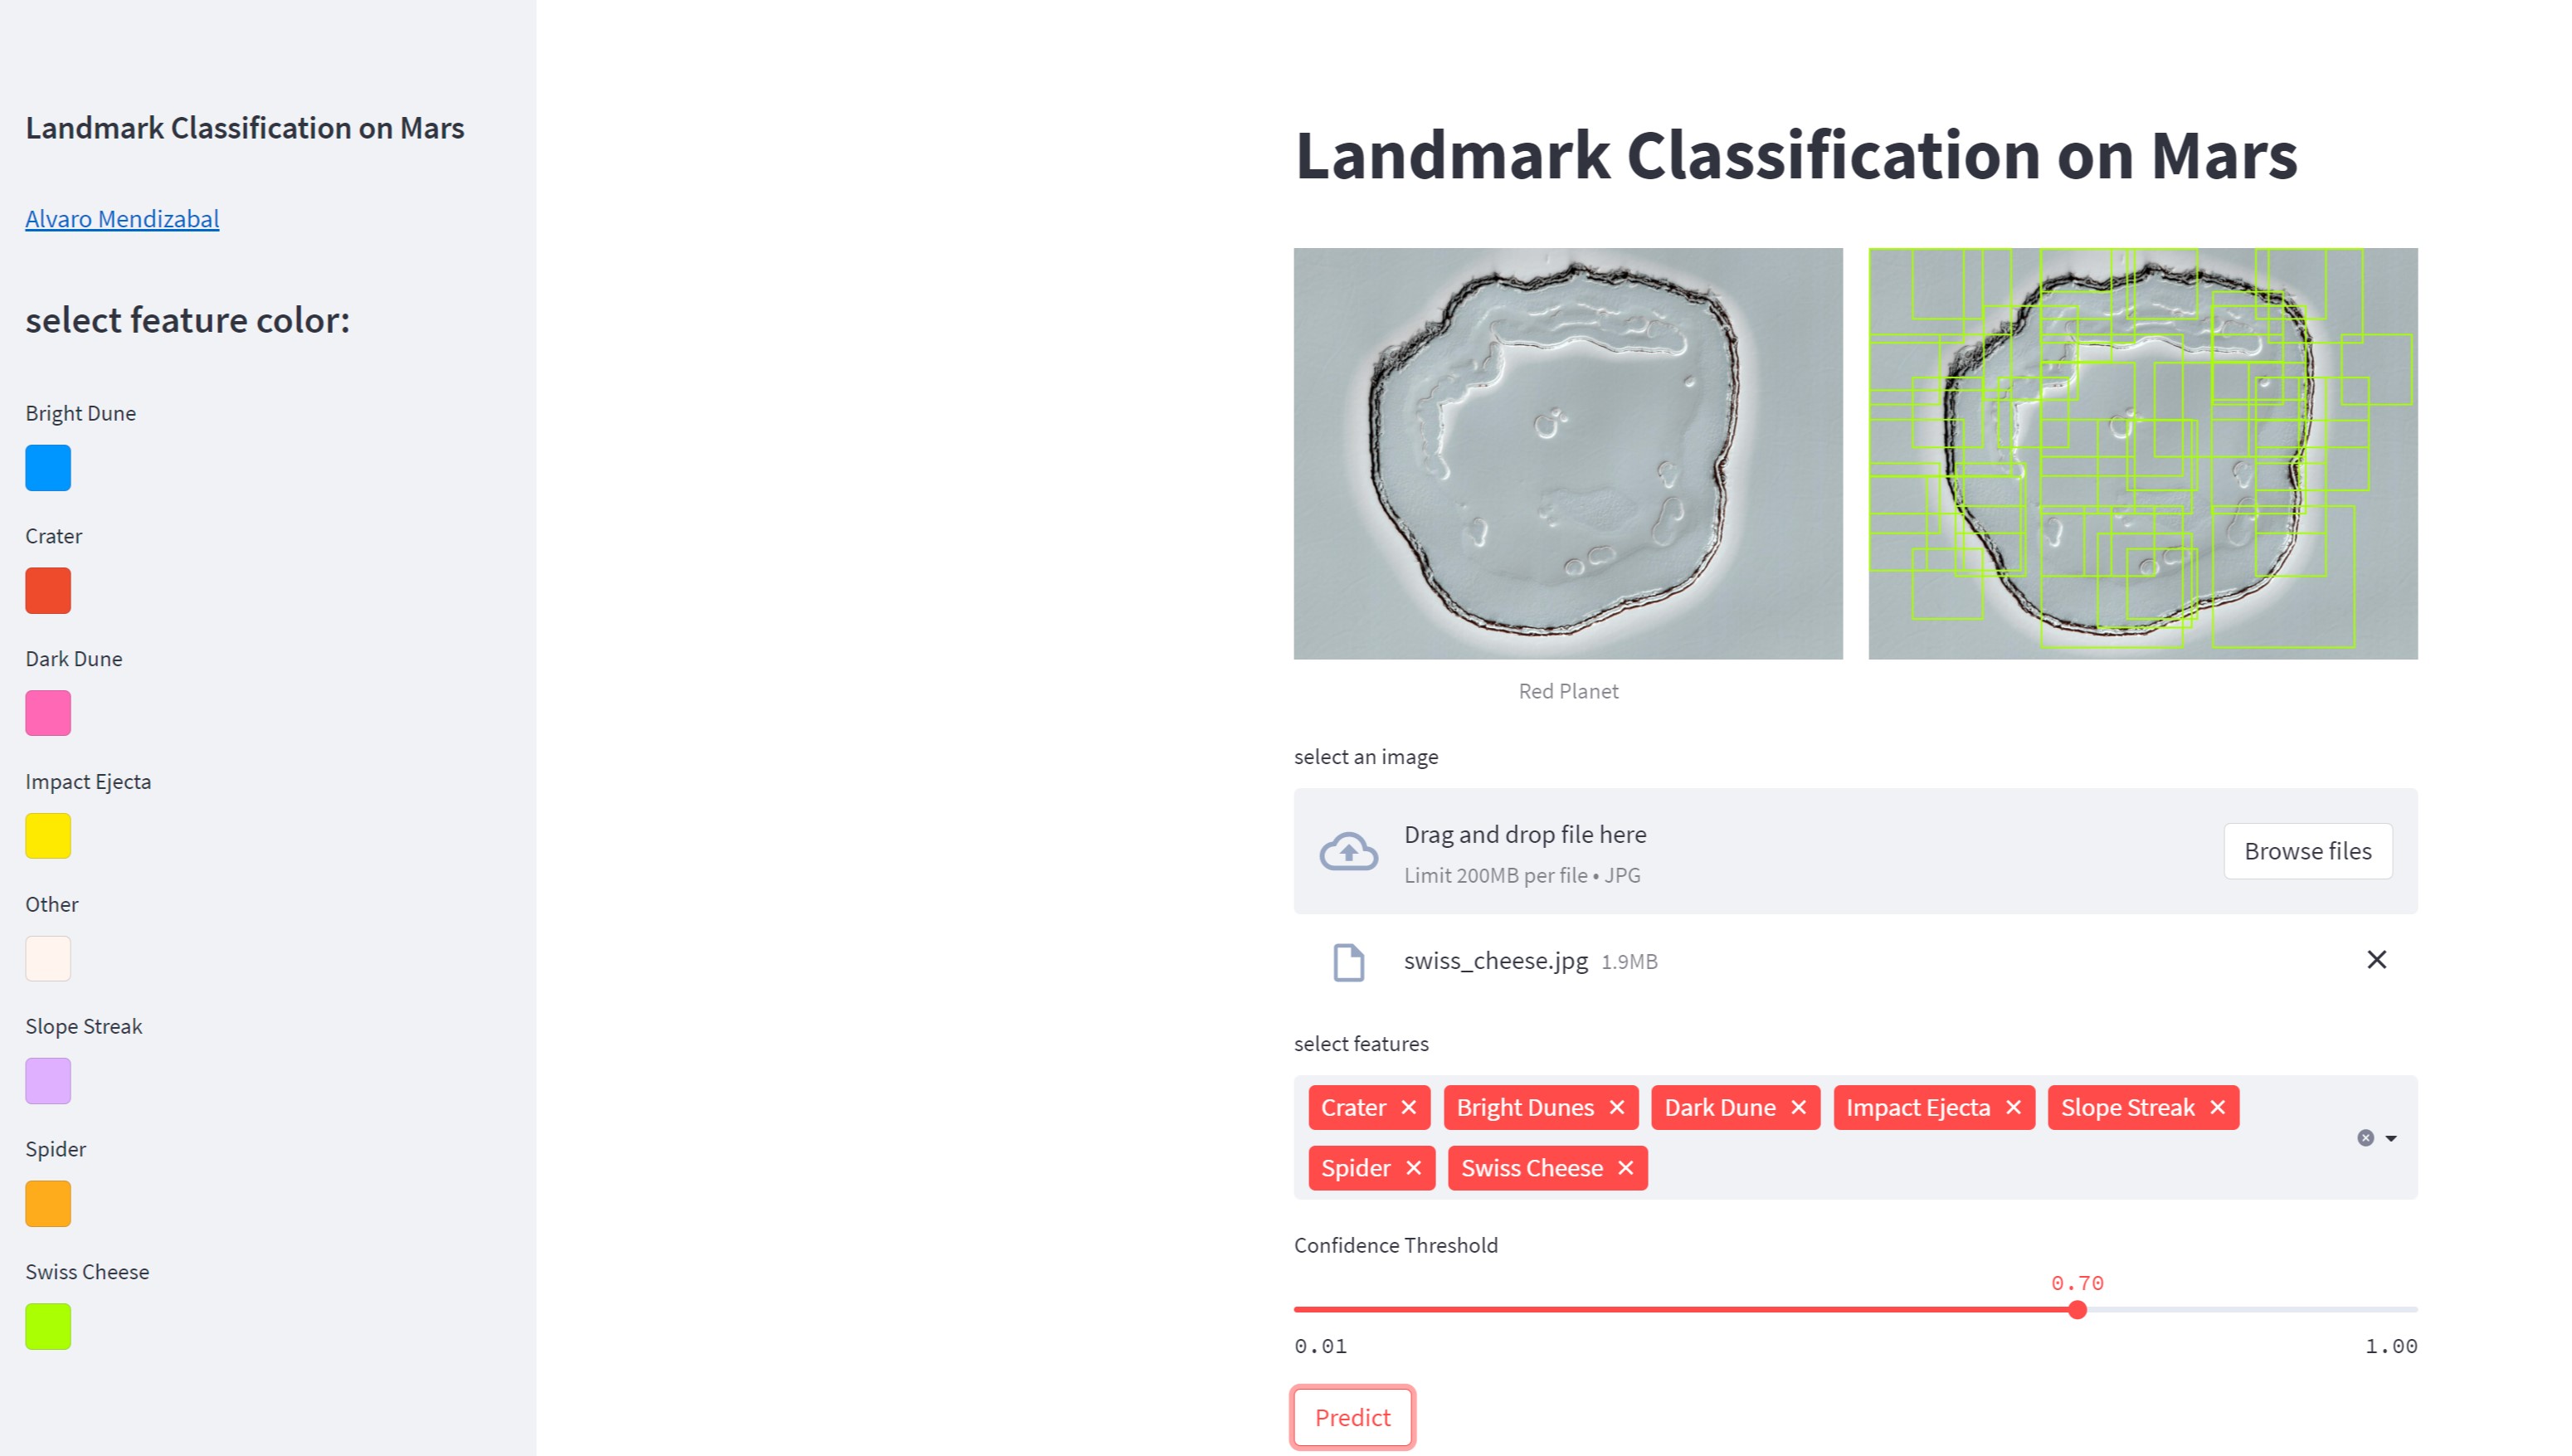 Landmark Classification on Mars
Alvaro Mendizabal
select feature color:
Bright Dune
Crater
Dark Dune
Impact Ejecta
Other
Slope Streak
Spider
Swiss Cheese
Landmark Classification on Mars
Red Planet
select an image
Drag and drop file here
Limit 200MB per file • JPG
Browse files
swiss_cheese.jpg 1.9MB
select features
Crater Bright Dunes Dark Dune Impact Ejecta Slope Streak
Spider Swiss Cheese
Confidence Threshold
0.70
0.01 1.00
Predict